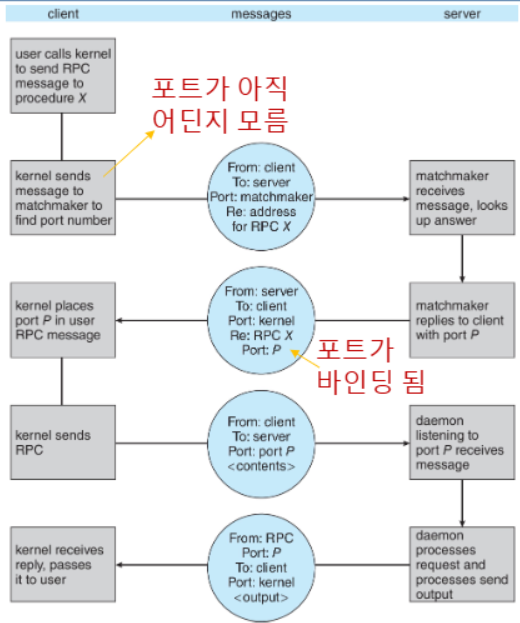 client messages server
user calls kernel
to send RPC
message to
procedure X
포트가 아직
어딘지 모름
kernel sends
message to
matchmaker to
find port number
From: client
To: server
Port: matchmaker
Re: address
for RPC X
matchmaker
receives
message, looks
up answer
kernel places
port P in user
RPC message
From: server
To: client
Port: kernel
Re: RPC X
Port: P
matchmaker
replies to client
with port P
포트가
바인딩 됨
kernel sends
RPC
From: client
To: server
Port: port P
<contents>
daemon
listening to
port P receives
message
kernel receives
reply, passes
it to user
From: RPC
Port: P
To: client
Port: kernel
<output>
daemon
processes
request and
processes send
output